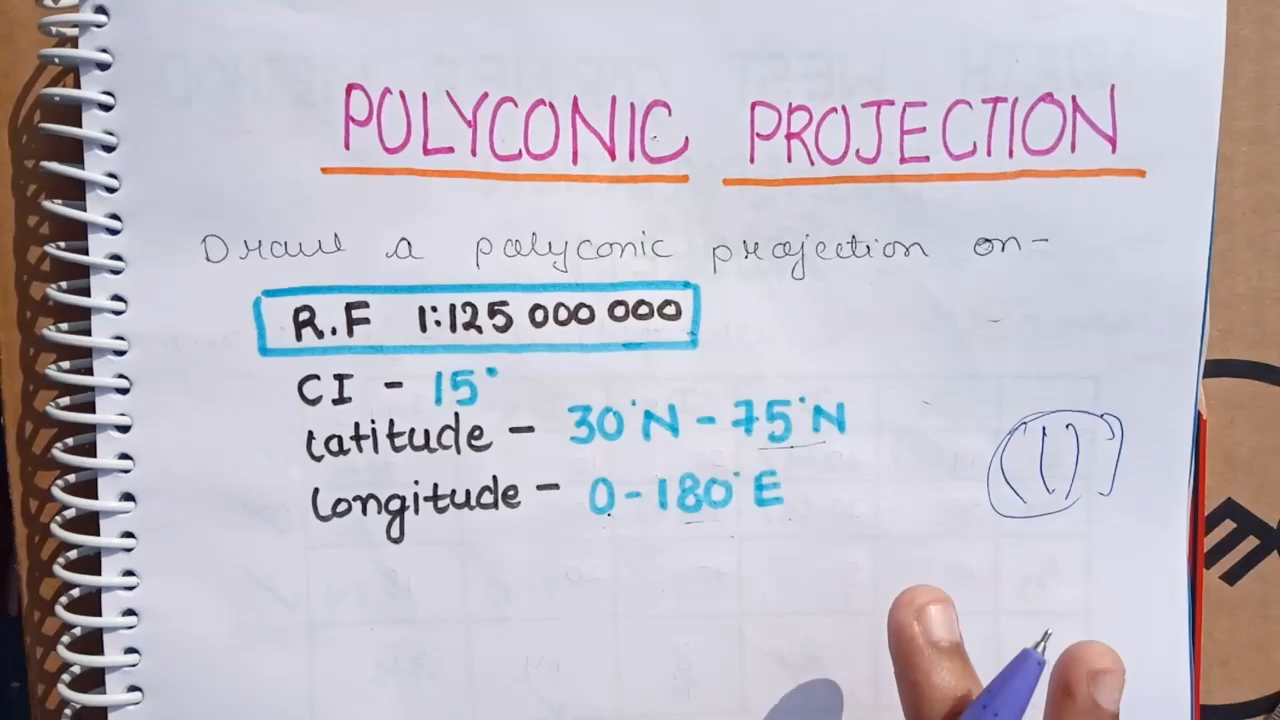 POLYCONIC PROJECTION
Draw a polyconic projection on-
R.F 1:125 000 000
CI - 15°
Latitude - 30°N - 75°N
Longitude - 0 - 180°E